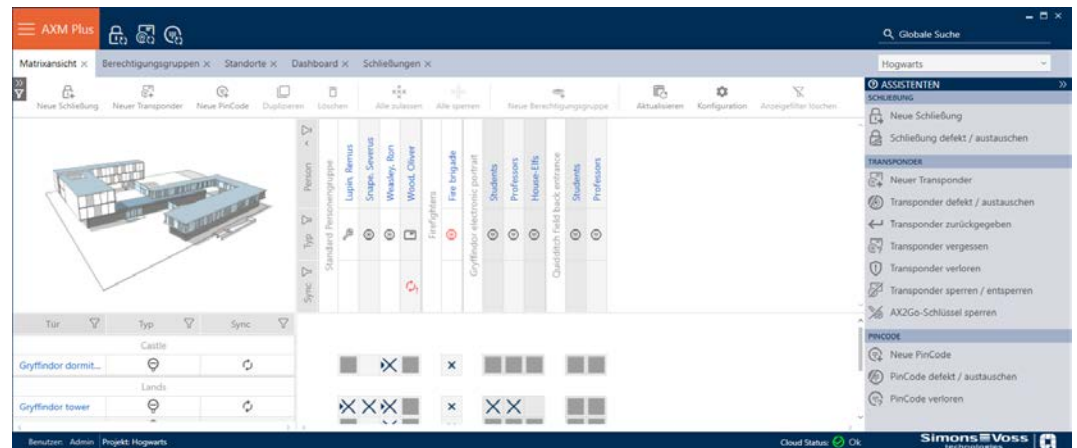 AXM Plus
Globale Suche
Matrixansicht × Berechtigungsgruppen × Standorte × Dashboard × Schließungen ×
Hogwarts
Neue Schließung Neuer Transponder Neue PinCode Duplizieren Löschen Alle zulassen Alle sperren Neue Berechtigungsgruppe Aktualisieren Konfiguration Anzeigefilter löschen
ASSISTENTEN
SCHLIEßUNG
Neue Schließung
Schließung defekt / austauschen
TRANSPONDER
Neuer Transponder
Transponder defekt / austauschen
Transponder zurückgegeben
Transponder vergessen
Transponder verloren
Transponder sperren / entsperren
AX2Go-Schlüssel sperren
PINCODE
Neue PinCode
PinCode defekt / austauschen
PinCode verloren
Person
Typ
Sync
Standard Personengruppe
Lupin, Remus
Snape, Severus
Weasley, Ron
Wood, Oliver
Firefighters
Fire brigade
Gryffindor electronic portrait
Students
Professors
House-Elfs
Quidditch field back entrance
Students
Professors
Tür Typ Sync
Castle
Gryffindor dormit...
Lands
Gryffindor tower
Benutzer: Admin Projekt: Hogwarts
Cloud Status: Ok
Simons Voss
technologies